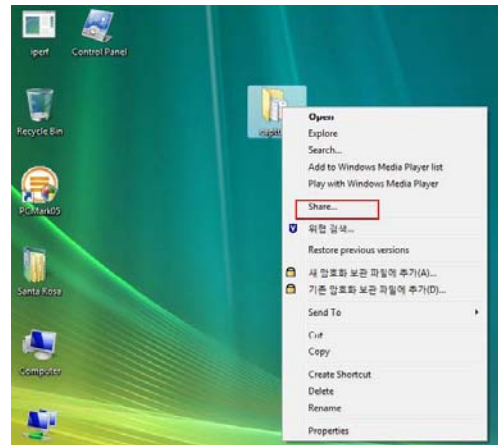 iperf
Control Panel
Recycle Bin
PCMark05
Santa Rosa
Computer
Open
Explore
Search...
Add to Windows Media Player list
Play with Windows Media Player
Share...
위협 검색...
Restore previous versions
새 암호화 보관 파일에 추가(A)...
기존 암호화 보관 파일에 추가(D)...
Send To
Cut
Copy
Create Shortcut
Delete
Rename
Properties